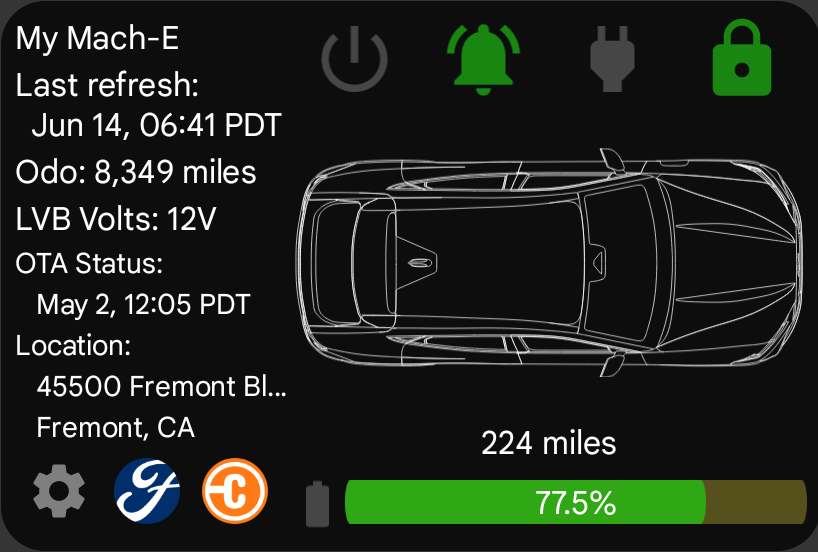 My Mach-E
Last refresh:
Jun 14, 06:41 PDT
Odo: 8,349 miles
LVB Volts: 12V
OTA Status:
May 2, 12:05 PDT
Location:
45500 Fremont Bl...
Fremont, CA
224 miles
77.5%